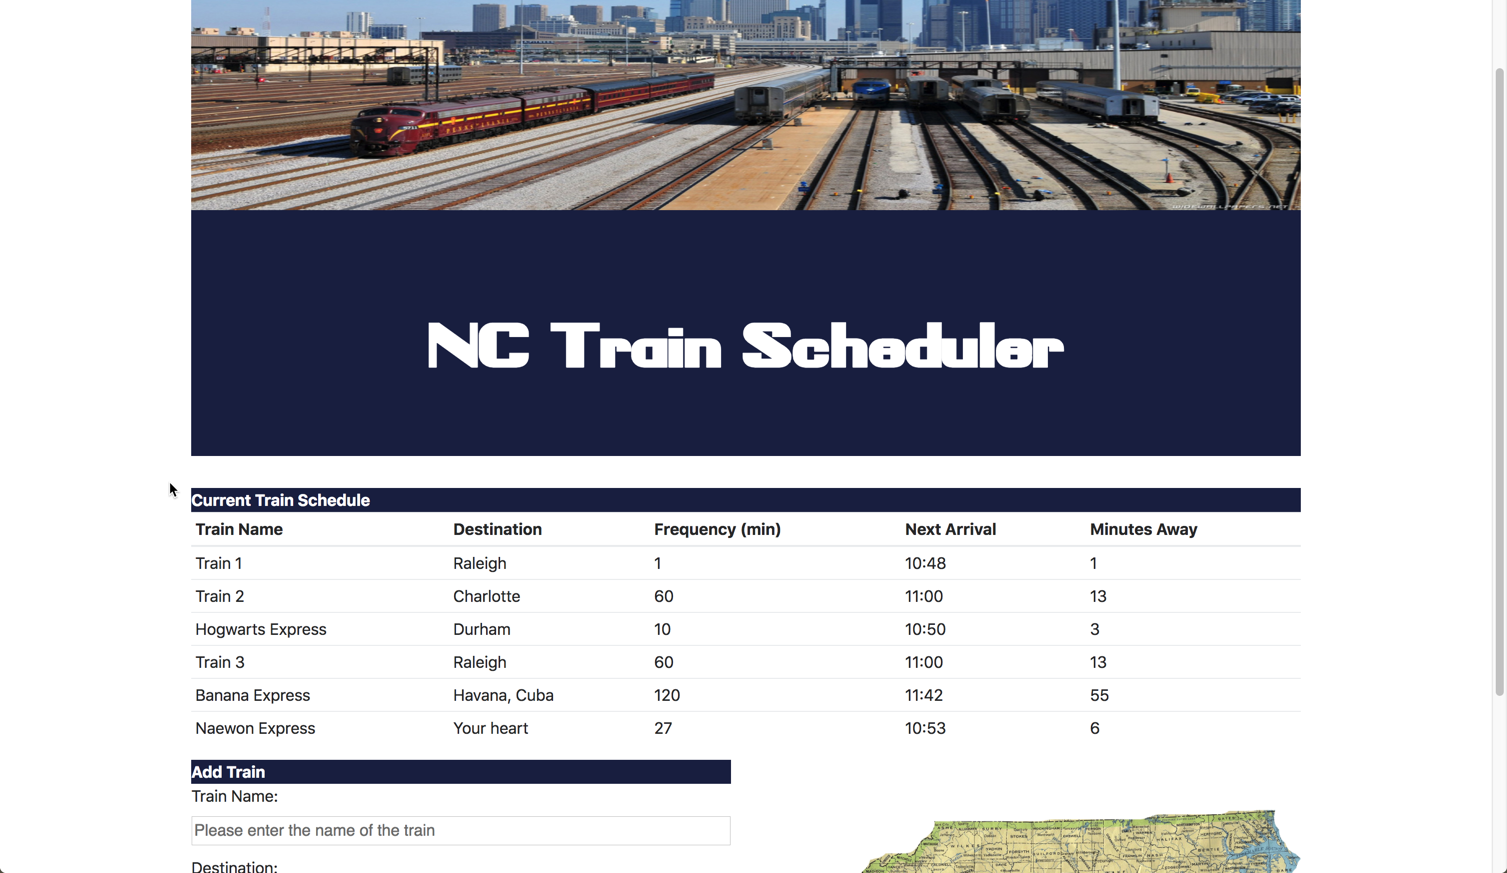 NC Train Scheduler
Current Train Schedule
Train Name Destination Frequency (min) Next Arrival Minutes Away
Train 1 Raleigh 1 10:48 1
Train 2 Charlotte 60 11:00 13
Hogwarts Express Durham 10 10:50 3
Train 3 Raleigh 60 11:00 13
Banana Express Havana, Cuba 120 11:42 55
Naewon Express Your heart 27 10:53 6
Add Train
Train Name:
Please enter the name of the train
Destination: